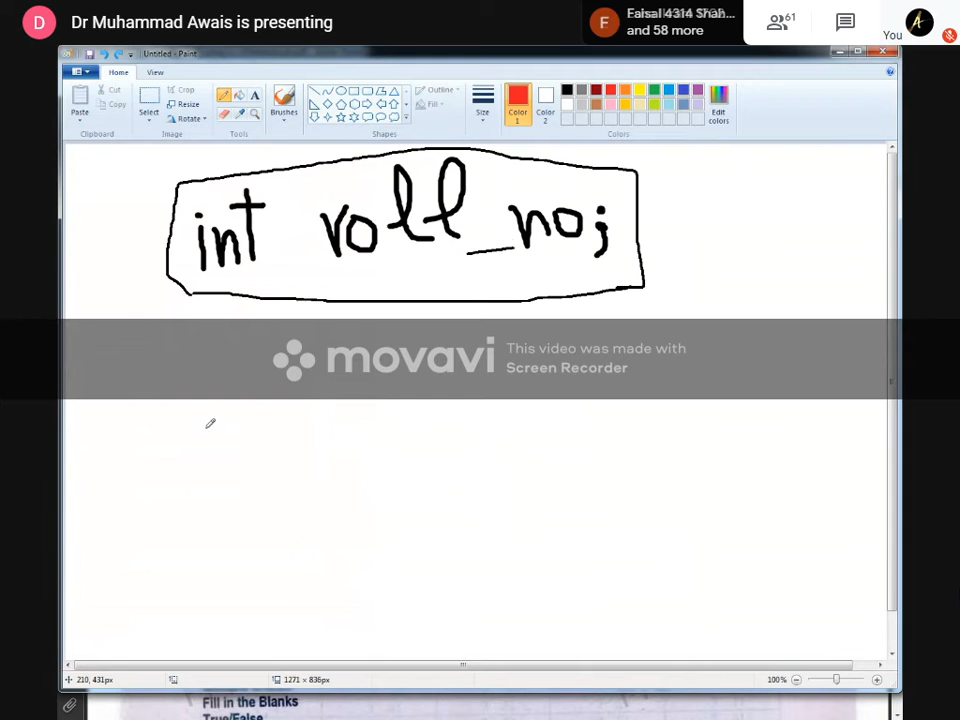 Dr Muhammad Awais is presenting
Faisal 4314
and 58 more
61
You
Untitled - Paint
Home
View
Paste
Cut
Copy
Clipboard
Select
Crop
Resize
Rotate
Image
Tools
Brushes
Shapes
Outline
Fill
Size
Color 1
Color 2
Edit colors
Colors
int roll_no;
movavi
This video was made with
Screen Recorder
210, 431px
1271 × 836px
100%
Fill in the Blanks
True/False